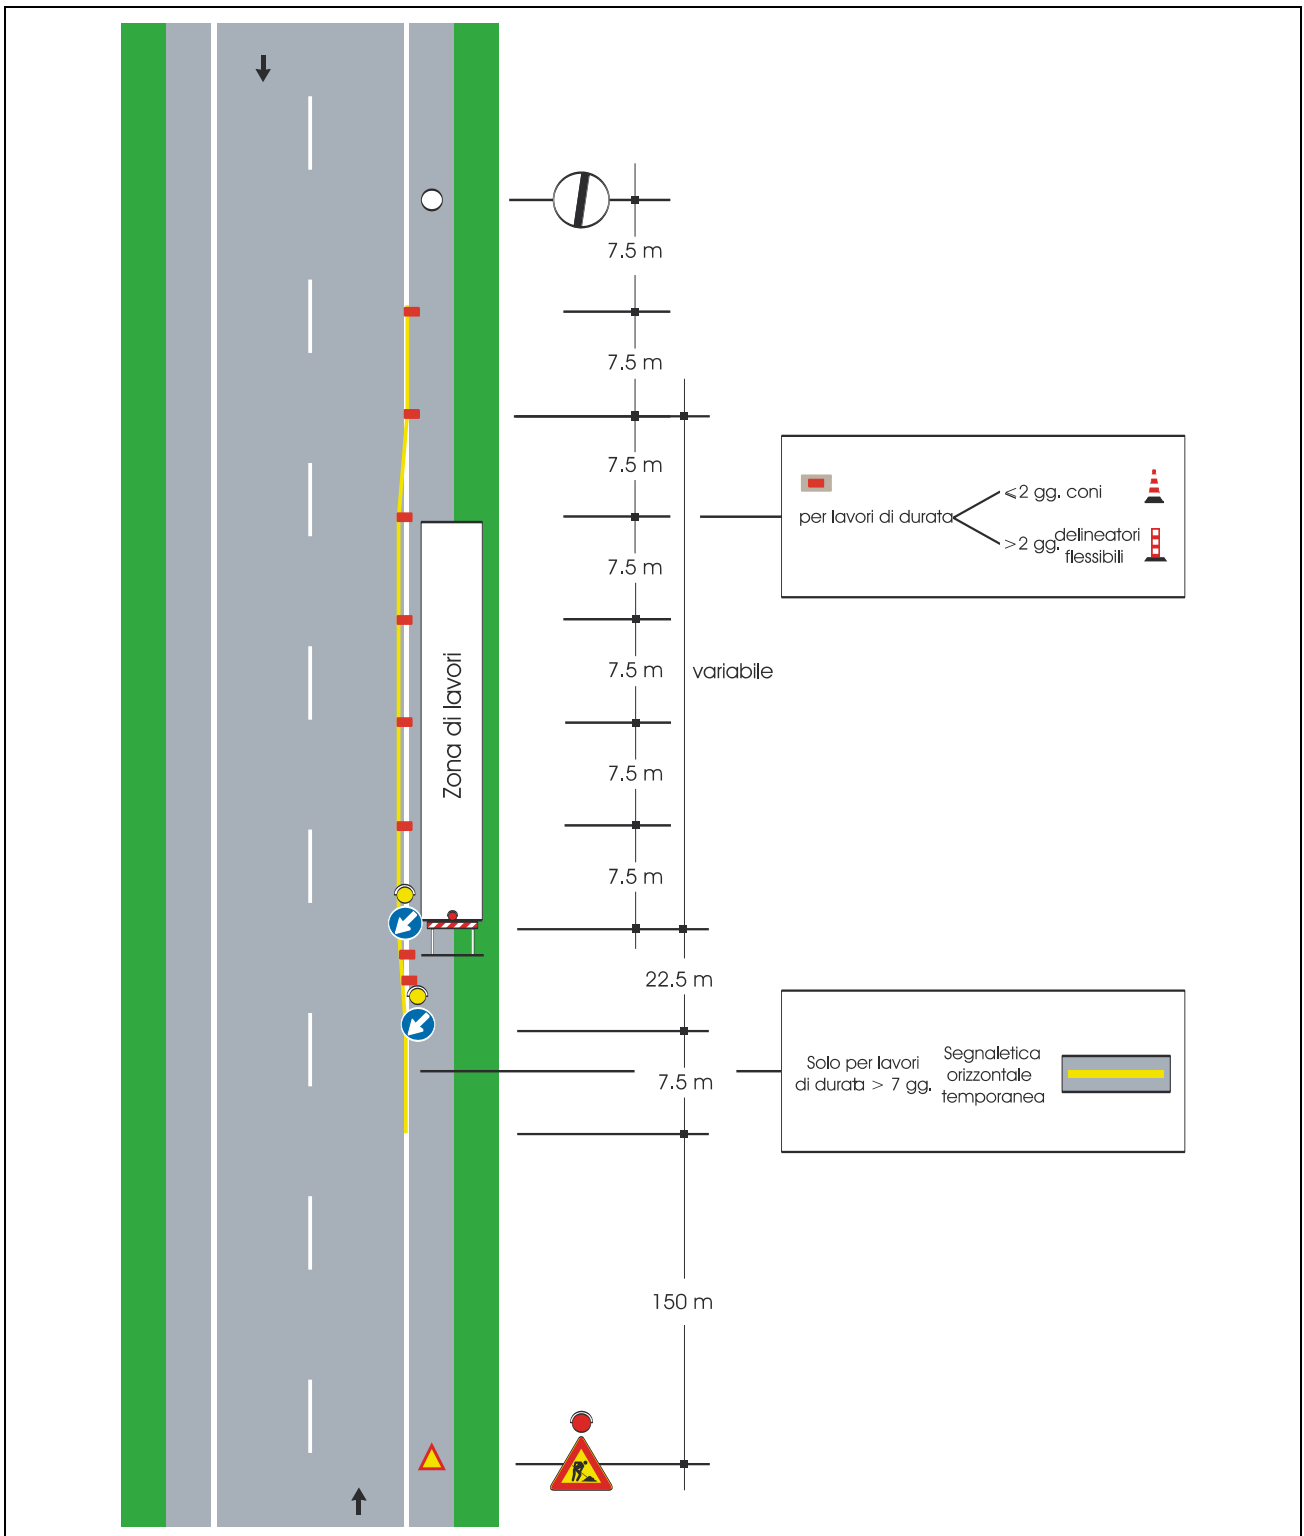 7.5 m
7.5 m
7.5 m
per lavori di durata
<2 gg. coni
>2 gg.
delineatori
flessibili
7.5 m
7.5 m
variabile
Zona di lavori
7.5 m
7.5 m
22.5 m
Solo per lavori
di durata > 7 gg.
Segnaletica
orizzontale
temporanea
7.5 m
150 m